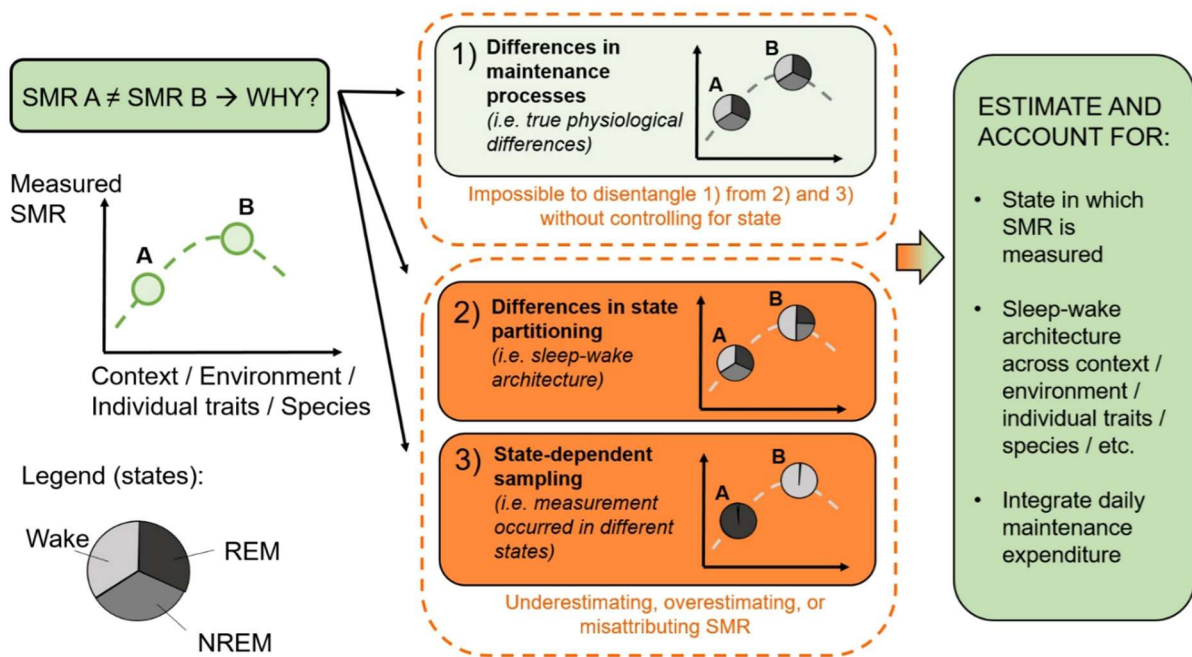 SMR A ≠ SMR B → WHY?
Measured
SMR
A
B
Context / Environment /
Individual traits / Species
Legend (states):
Wake
REM
NREM
1) Differences in
maintenance
processes
(i.e. true physiological
differences)
A
B
Impossible to disentangle 1) from 2) and 3)
without controlling for state
2) Differences in state
partitioning
(i.e. sleep-wake
architecture)
A
B
3) State-dependent
sampling
(i.e. measurement
occurred in different
states)
A
B
Underestimating, overestimating, or
misattributing SMR
ESTIMATE AND
ACCOUNT FOR:
• State in which
SMR is
measured
• Sleep-wake
architecture
across context /
environment /
individual traits /
species / etc.
• Integrate daily
maintenance
expenditure